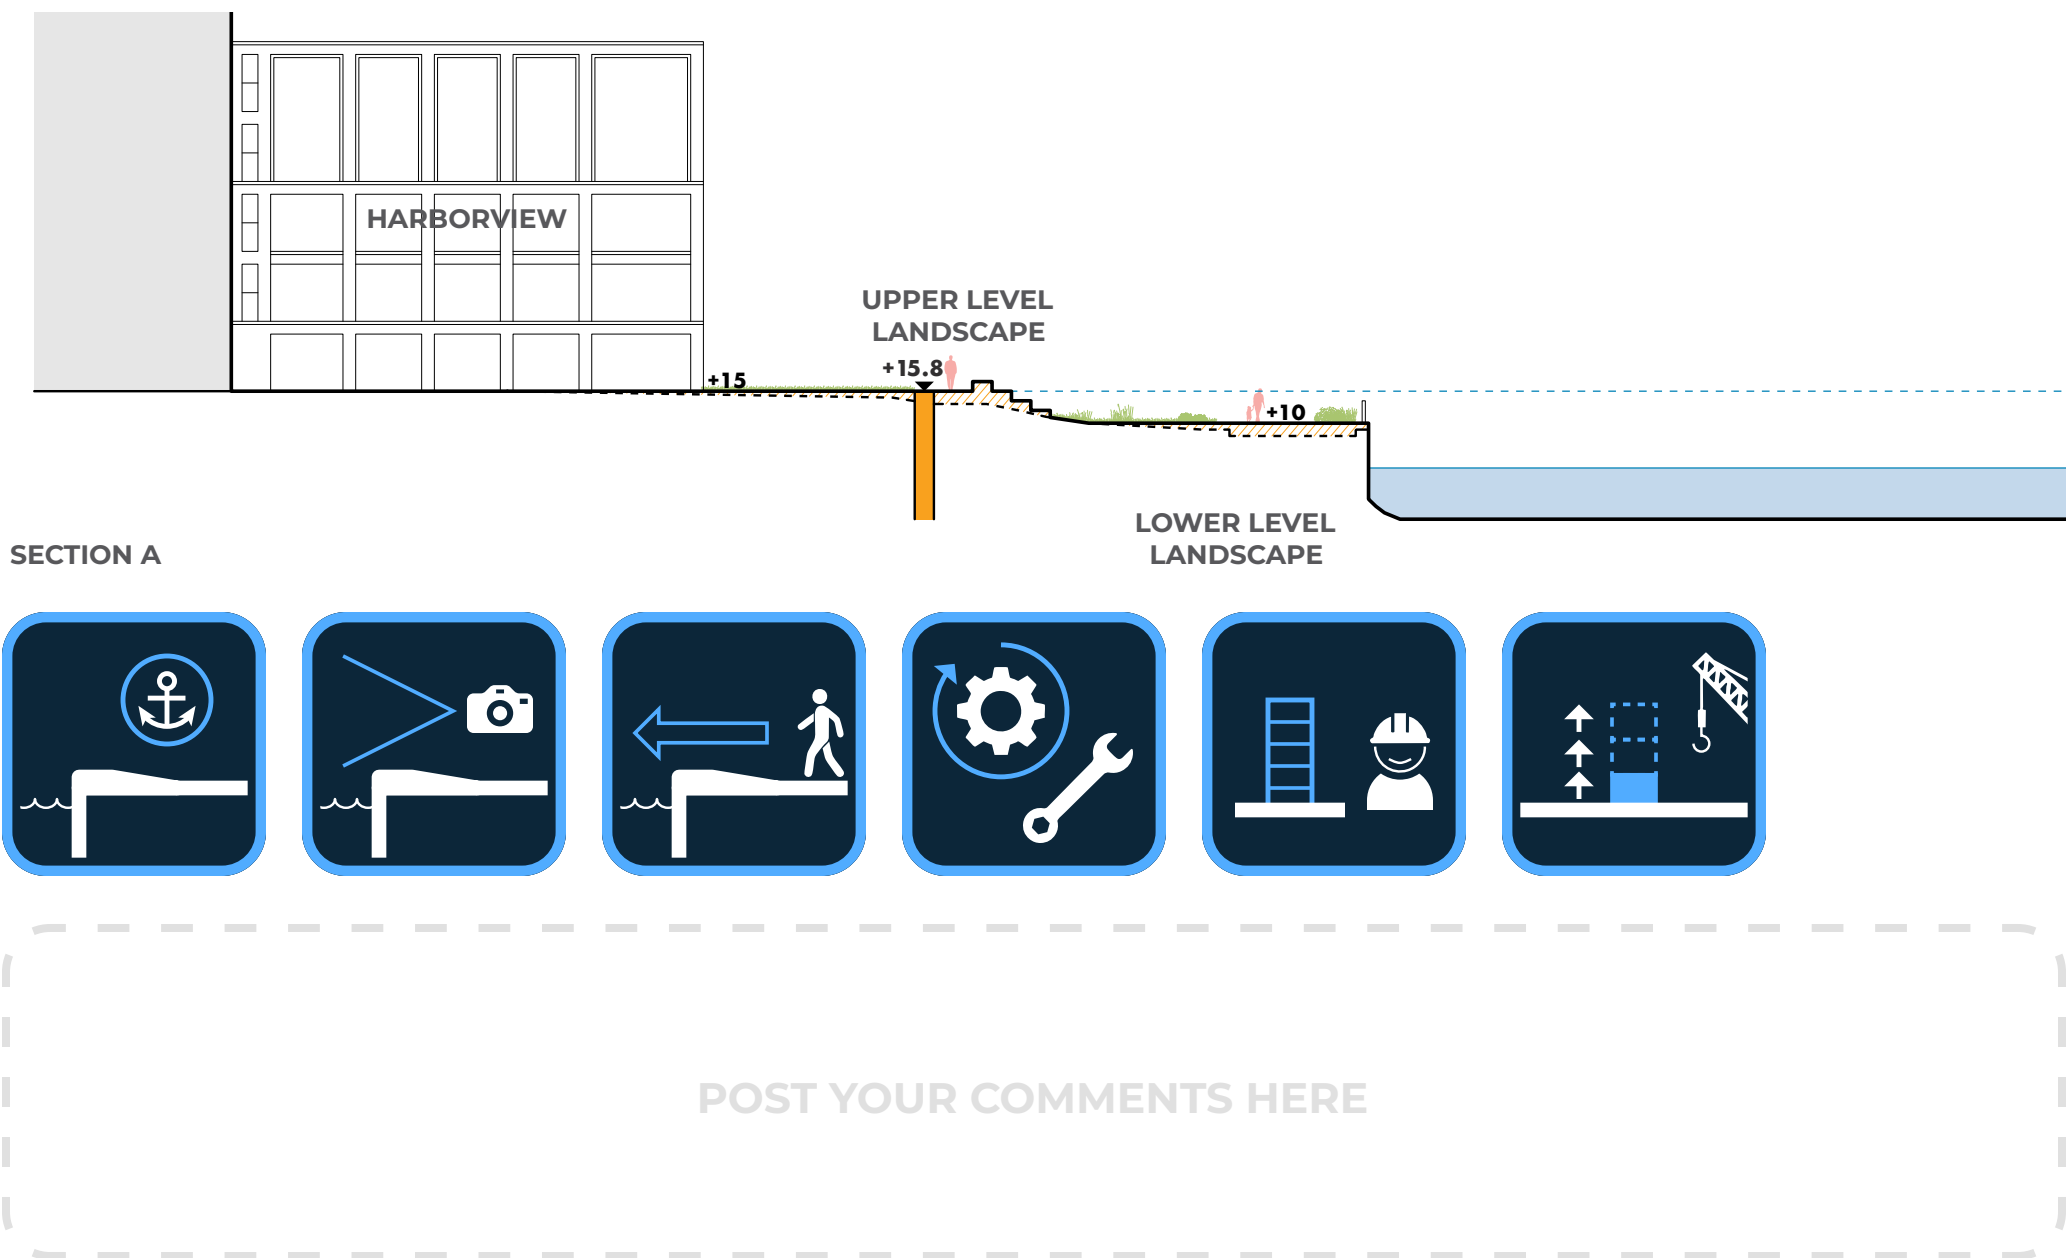 HARBORVIEW
UPPER LEVEL
LANDSCAPE
+15.8
+15
+10
LOWER LEVEL
LANDSCAPE
SECTION A
POST YOUR COMMENTS HERE